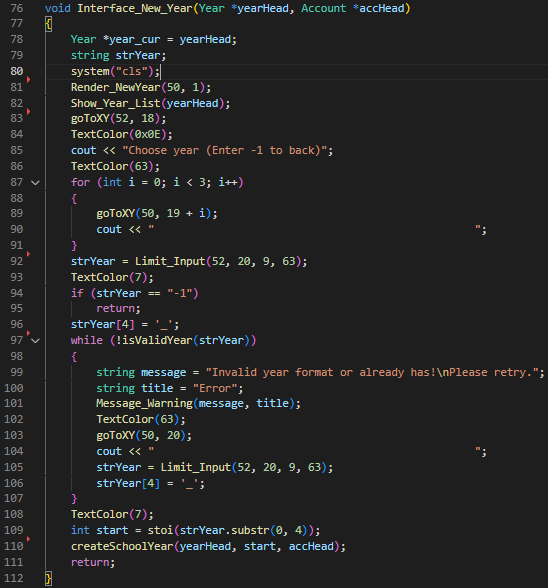 76 void Interface_New_Year(Year *yearHead, Account *accHead)
77 {
78     Year *year_cur = yearHead;
79     string strYear;
80     system("cls");
81     Render_NewYear(50, 1);
82     Show_Year_List(yearHead);
83     goToXY(52, 18);
84     TextColor(0x0E);
85     cout << "Choose year (Enter -1 to back)";
86     TextColor(63);
87     for (int i = 0; i < 3; i++)
88     {
89         goToXY(50, 19 + i);
90         cout << "                                                  ";
91     }
92     strYear = Limit_Input(52, 20, 9, 63);
93     TextColor(7);
94     if (strYear == "-1")
95         return;
96     strYear[4] = '_';
97     while (!isValidYear(strYear))
98     {
99         string message = "Invalid year format or already has!\nPlease retry.";
100         string title = "Error";
101         Message_Warning(message, title);
102         TextColor(63);
103         goToXY(50, 20);
104         cout << "                                                  ";
105         strYear = Limit_Input(52, 20, 9, 63);
106         strYear[4] = '_';
107     }
108     TextColor(7);
109     int start = stoi(strYear.substr(0, 4));
110     createSchoolYear(yearHead, start, accHead);
111     return;
112 }